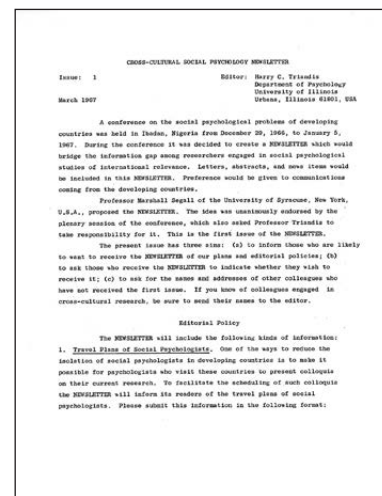 CROSS-CULTURAL SOCIAL PSYCHOLOGY NEWSLETTER
Issue: 1 Editor: Harry C. Triandis
Department of Psychology
University of Illinois
March 1967 Urbana, Illinois 61801, USA
A conference on the social psychological problems of developing
countries was held in Ibadan, Nigeria from December 29, 1966, to January 5,
1967. During the conference it was decided to create a NEWSLETTER which would
bridge the information gap among researchers engaged in social psychological
studies of international relevance. Letters, abstracts, and news items would
be included in this NEWSLETTER. Preference would be given to communications
coming from the developing countries.
Professor Marshall Segall of the University of Syracuse, New York,
U.S.A., proposed the NEWSLETTER. The idea was unanimously endorsed by the
plenary session of the conference, which also asked Professor Triandis to
take responsibility for it. This is the first issue of the NEWSLETTER.
The present issue has three aims: (a) to inform those who are likely
to want to receive the NEWSLETTER of our plans and editorial policies; (b)
to ask those who receive the NEWSLETTER to indicate whether they wish to
receive it; (c) to ask for the names and addresses of other colleagues who
have not received the first issue. If you know of colleagues engaged in
cross-cultural research, be sure to send their names to the editor.
Editorial Policy
The NEWSLETTER will include the following kinds of information:
1. Travel Plans of Social Psychologists. One of the ways to reduce the
isolation of social psychologists in developing countries is to make it
possible for psychologists who visit these countries to present colloquia
on their current research. To facilitate the scheduling of such colloquia
the NEWSLETTER will inform its readers of the travel plans of social
psychologists. Please submit this information in the following format: